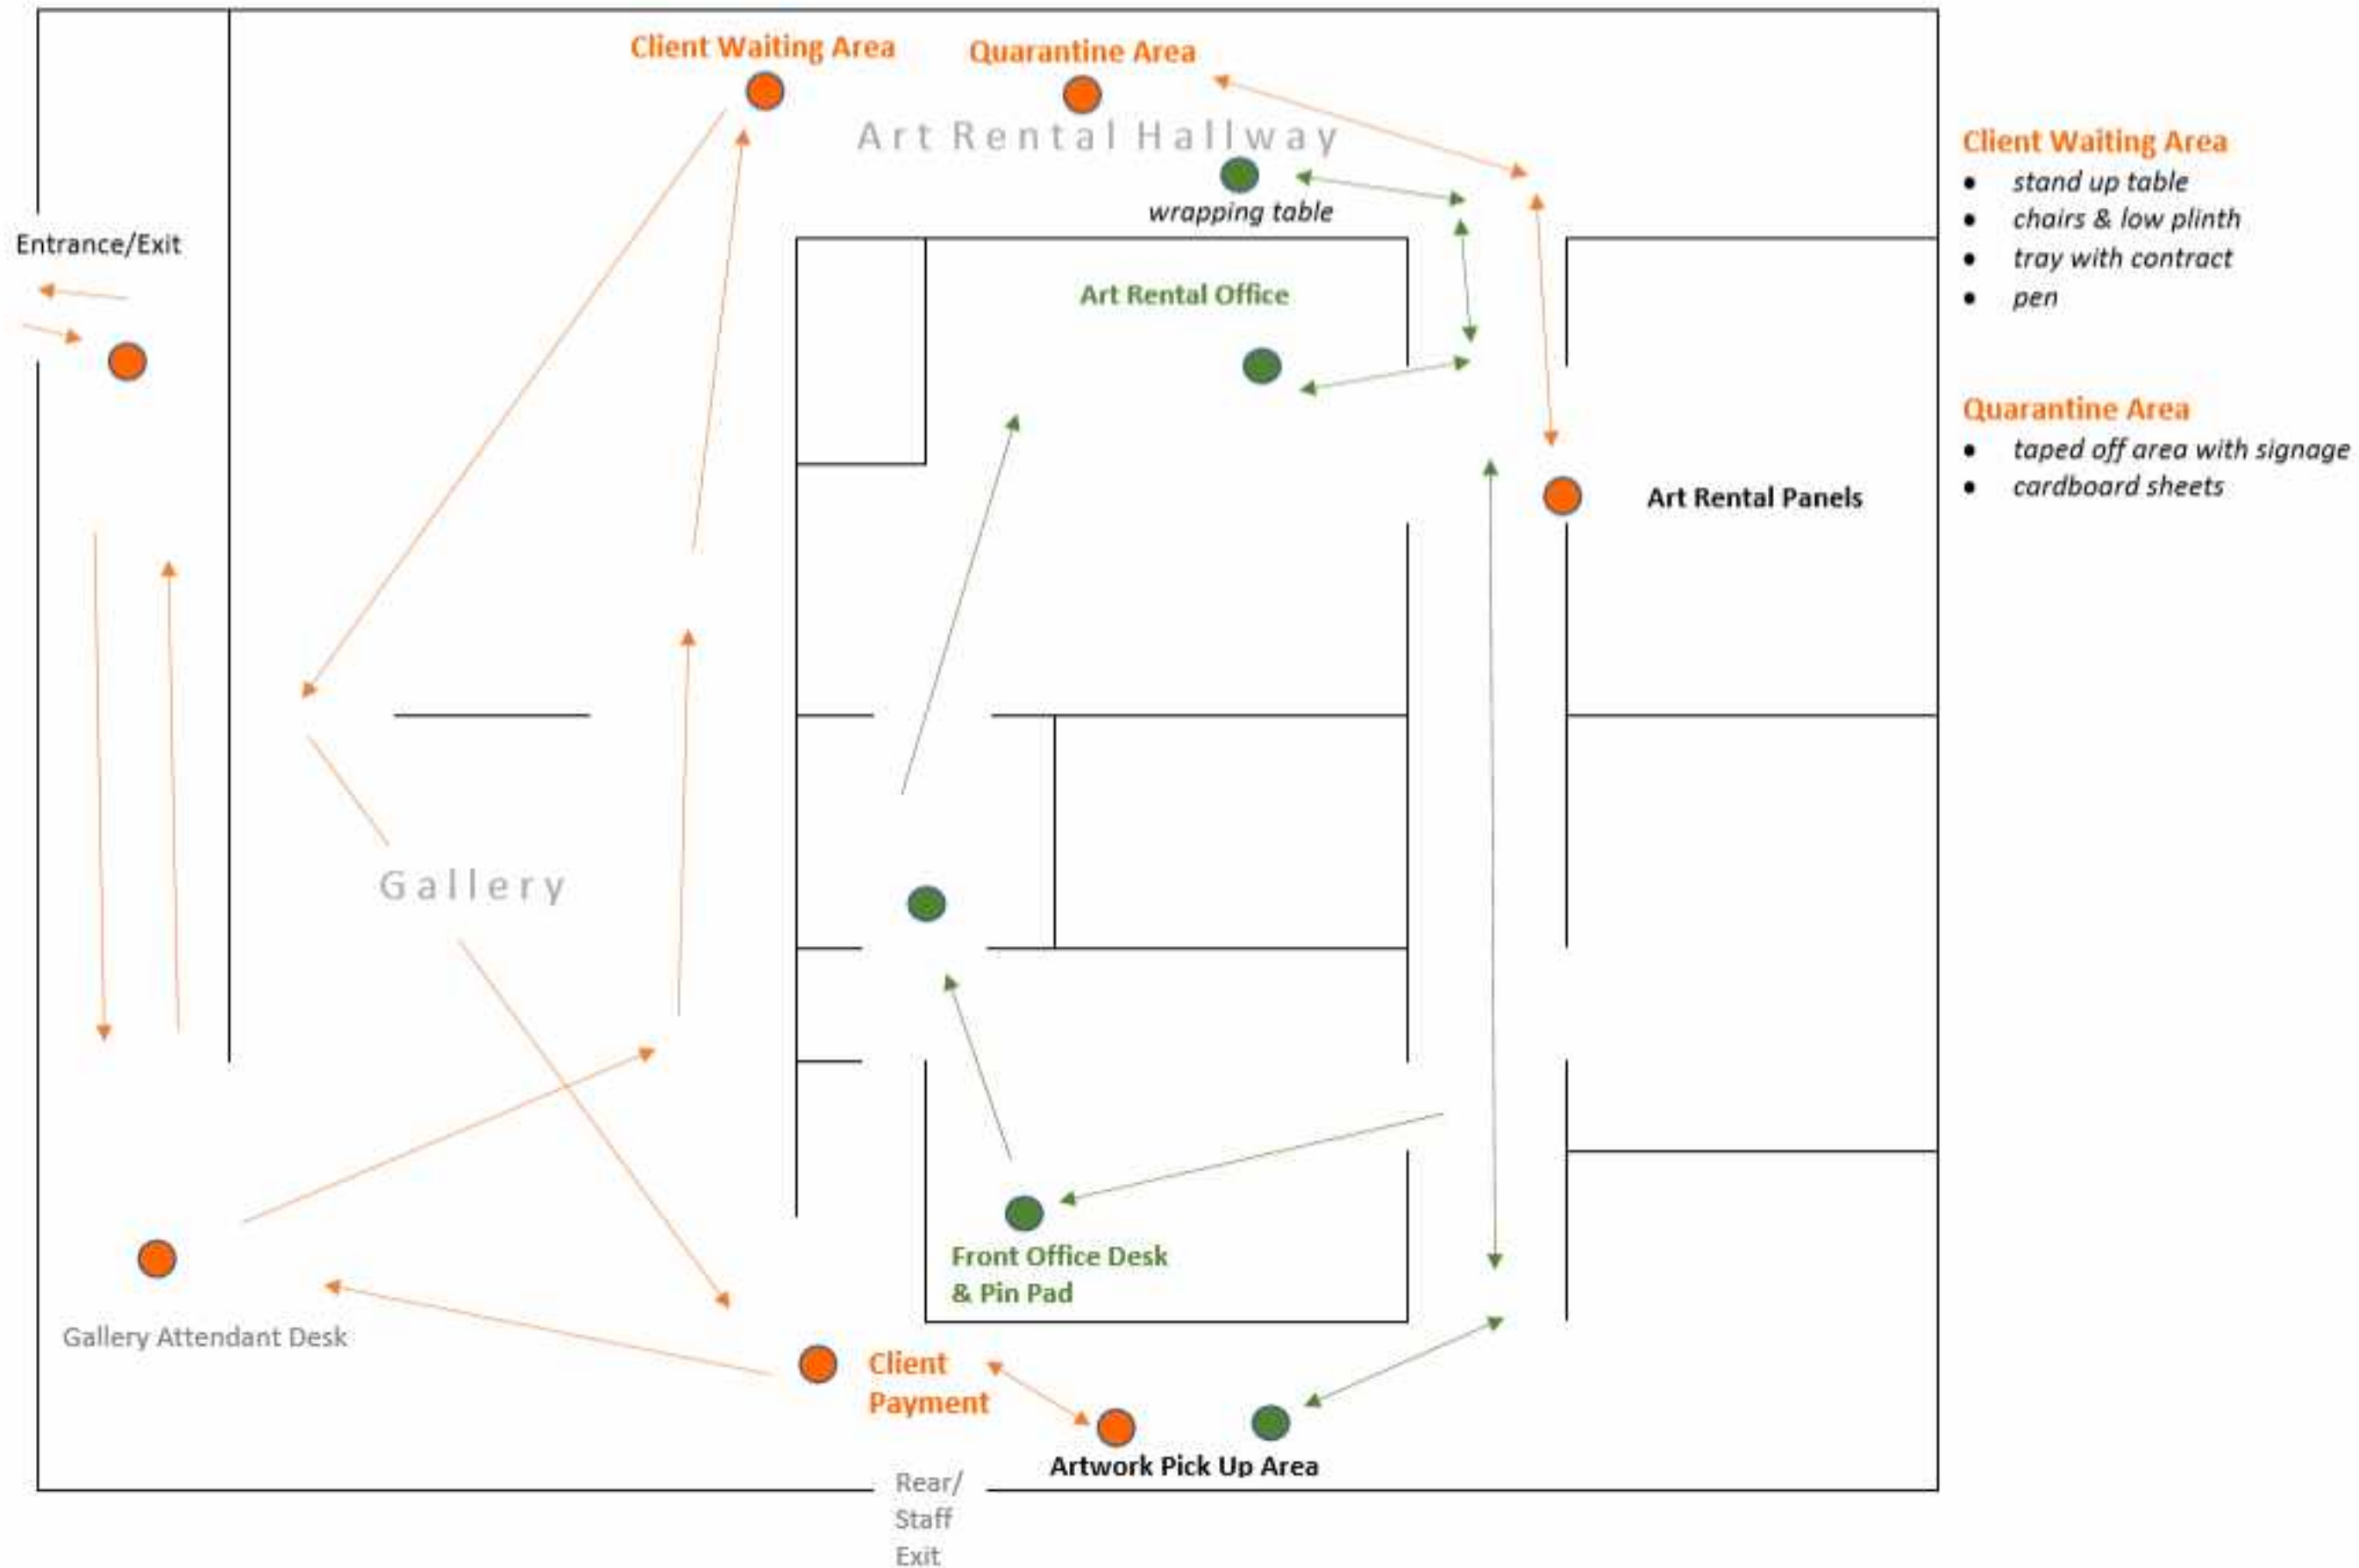 Client Waiting Area
Quarantine Area
Art Rental Hallway
wrapping table
Entrance/Exit
Art Rental Office
Art Rental Panels
Gallery
Front Office Desk
& Pin Pad
Gallery Attendant Desk
Client
Payment
Artwork Pick Up Area
Rear/
Staff
Exit
Client Waiting Area
• stand up table
• chairs & low plinth
• tray with contract
• pen
Quarantine Area
• taped off area with signage
• cardboard sheets